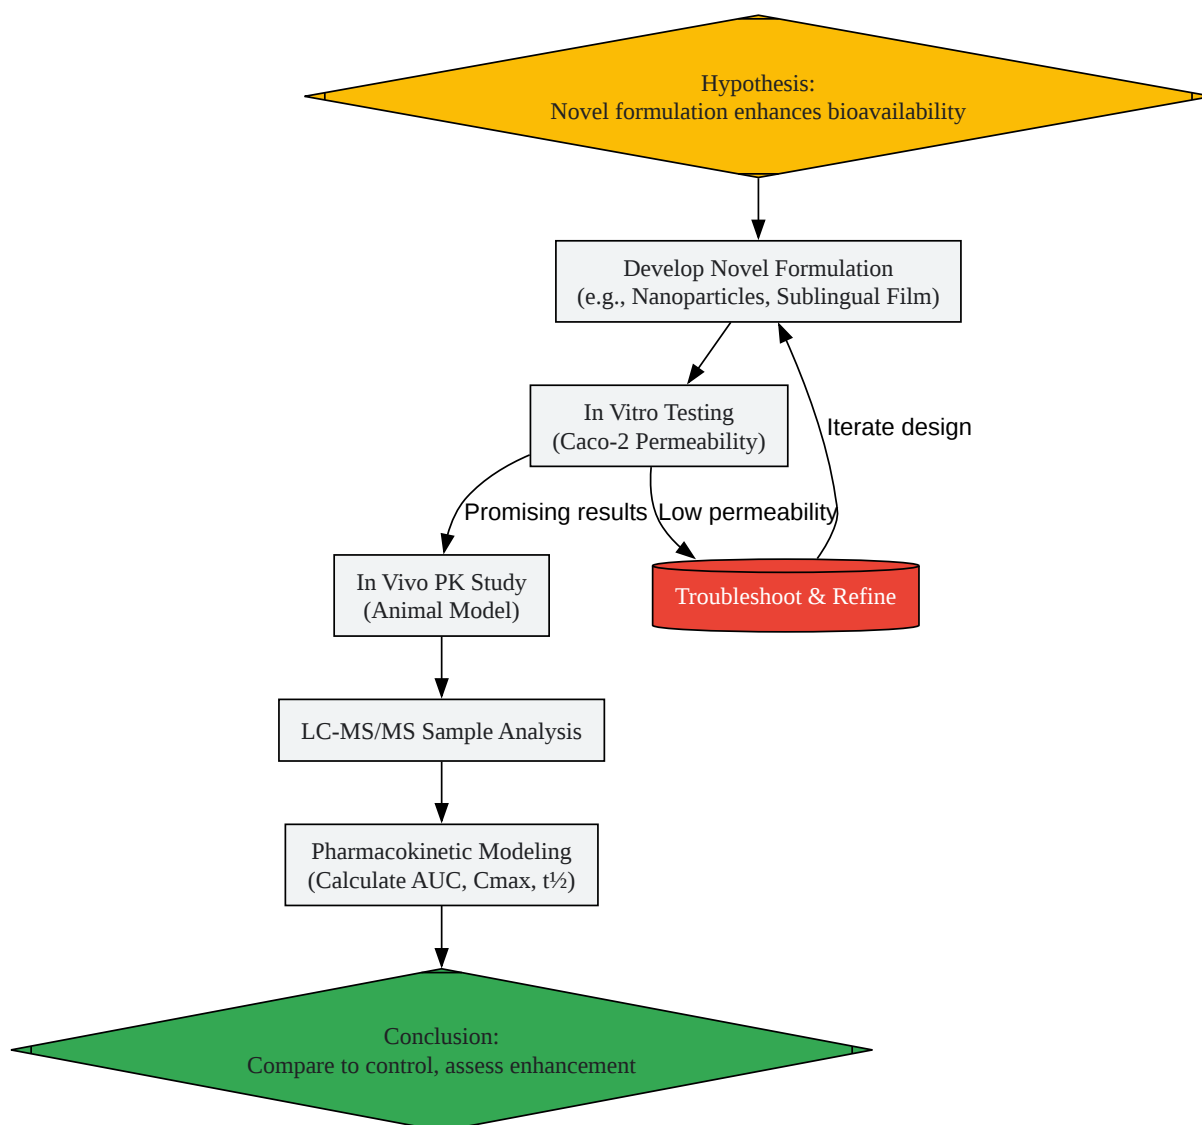 Hypothesis:
Novel formulation enhances bioavailability
Develop Novel Formulation
(e.g., Nanoparticles, Sublingual Film)
In Vitro Testing
(Caco-2 Permeability)
Iterate design
Promising results
Low permeability
In Vivo PK Study
(Animal Model)
Troubleshoot & Refine
LC-MS/MS Sample Analysis
Pharmacokinetic Modeling
(Calculate AUC, Cmax, t½)
Conclusion:
Compare to control, assess enhancement